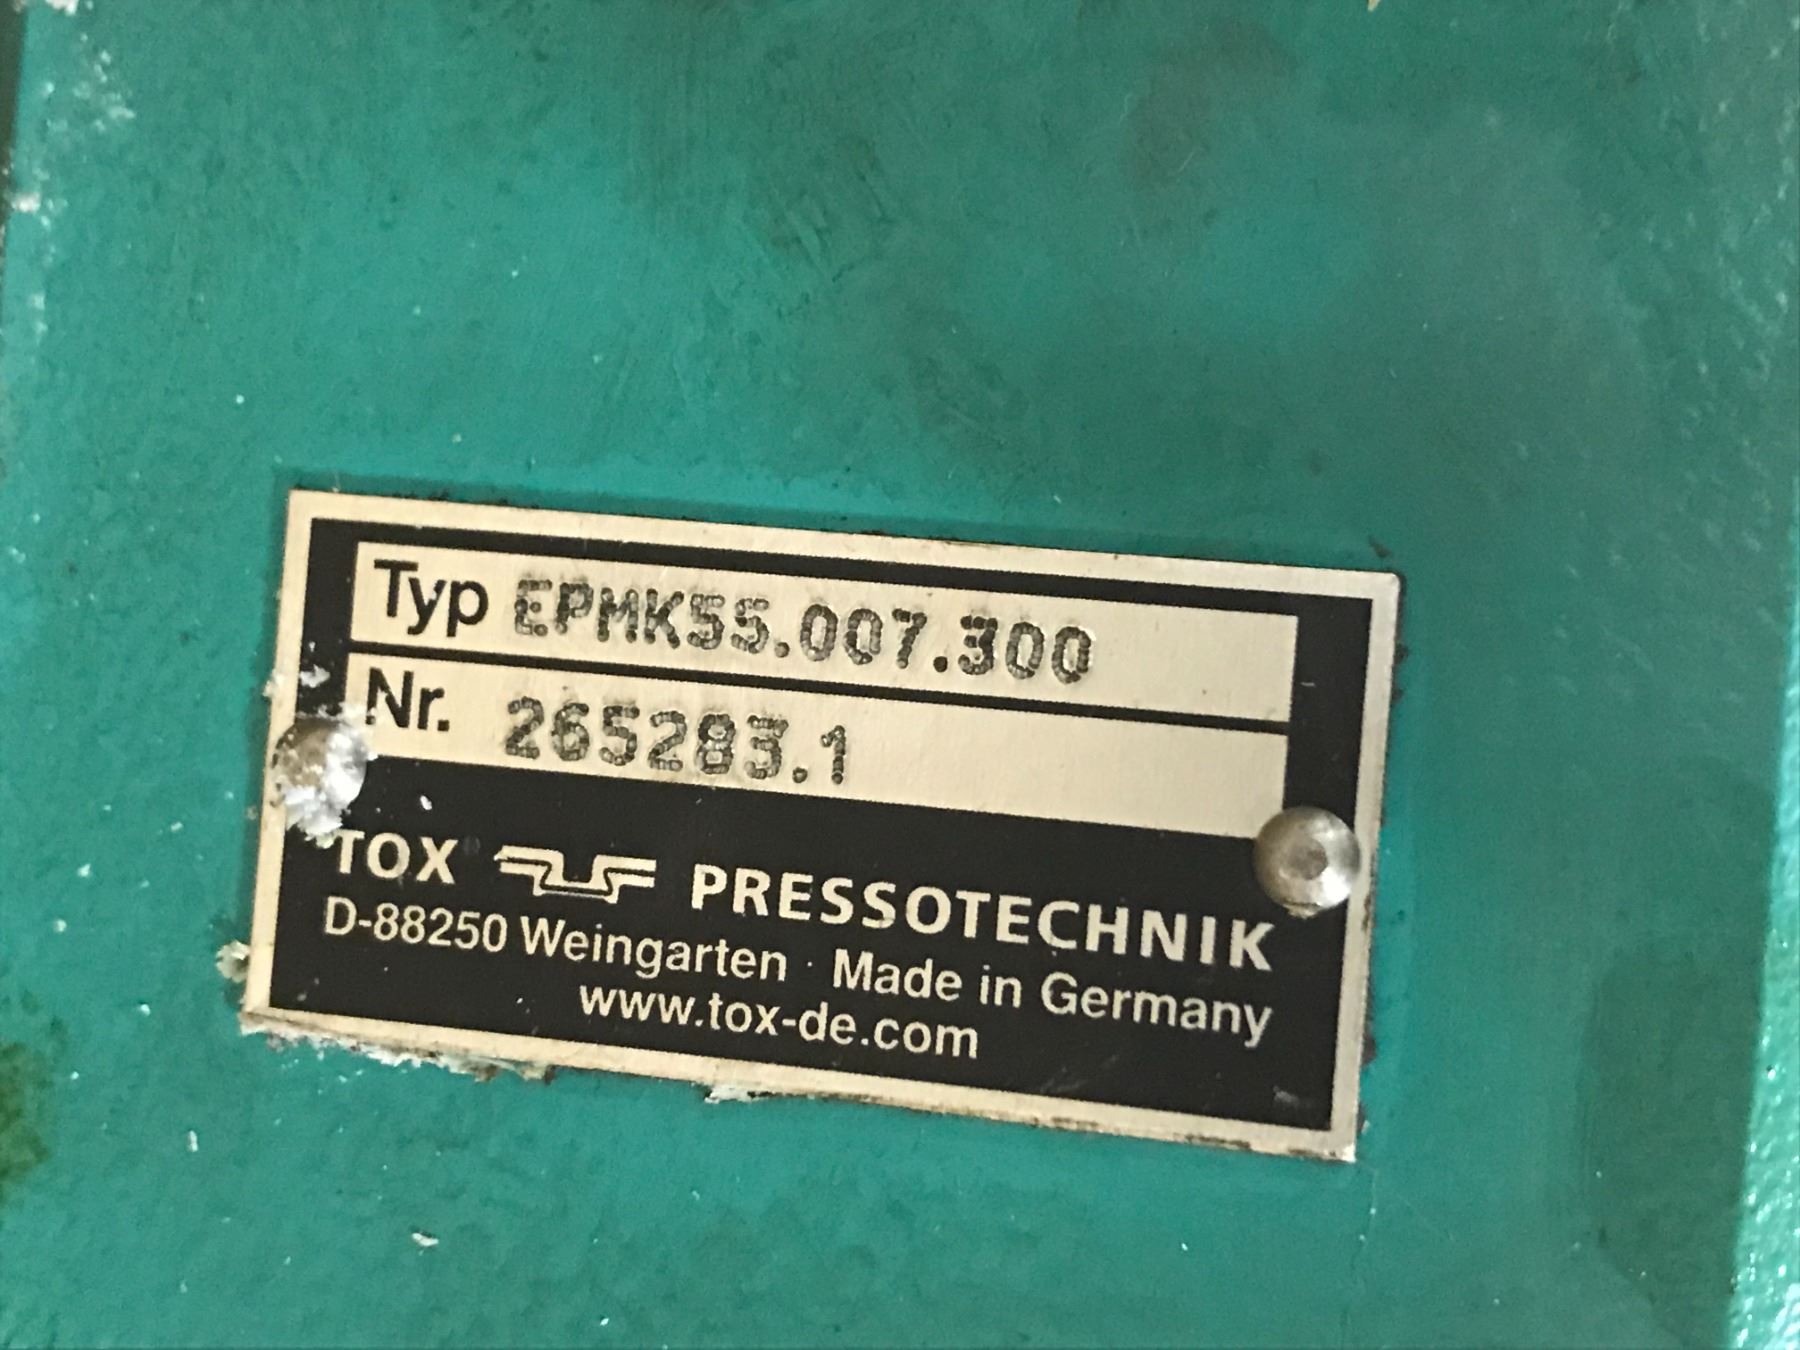 Typ EPMK55.007.300
Nr. 265283.1
TOX PRESSOTECHNIK
D-88250 Weingarten · Made in Germany
www.tox-de.com